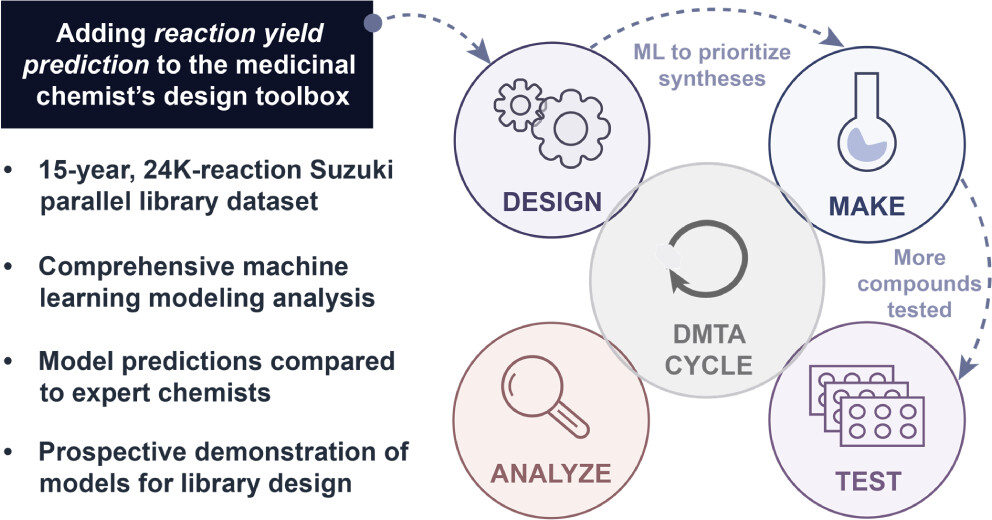 Adding reaction yield
prediction to the medicinal
chemist's design toolbox
• 15-year, 24K-reaction Suzuki
parallel library dataset
• Comprehensive machine
learning modeling analysis
• Model predictions compared
to expert chemists
• Prospective demonstration of
models for library design
DESIGN
ML to prioritize
syntheses
MAKE
More
compounds
tested
DMTA
CYCLE
ANALYZE
TEST